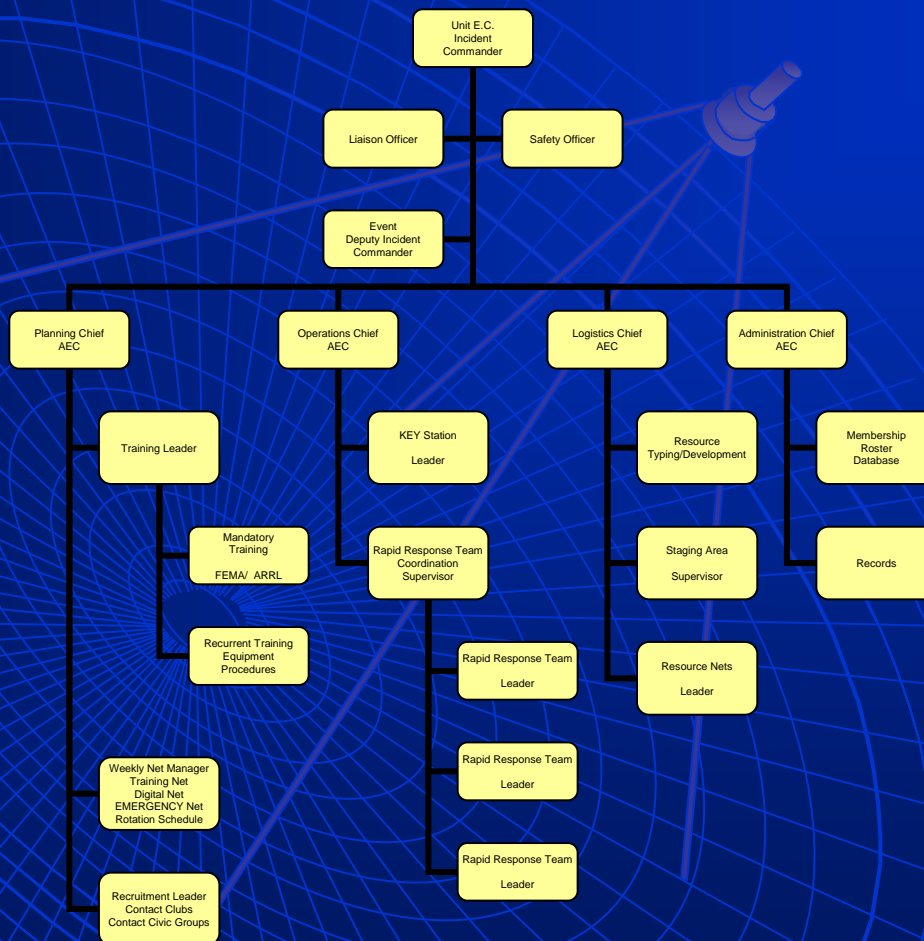 Unit E.C.
Incident
Commander
Liaison Officer
Safety Officer
Event
Deputy Incident
Commander
Planning Chief
AEC
Operations Chief
AEC
Logistics Chief
AEC
Administration Chief
AEC
Training Leader
KEY Station
Leader
Resource
Typing/Development
Membership
Roster
Database
Mandatory
Training
FEMA/ ARRL
Rapid Response Team
Coordination
Supervisor
Staging Area
Supervisor
Records
Recurrent Training
Equipment
Procedures
Rapid Response Team
Leader
Resource Nets
Leader
Rapid Response Team
Leader
Weekly Net Manager
Training Net
Digital Net
EMERGENCY Net
Rotation Schedule
Rapid Response Team
Leader
Recruitment Leader
Contact Clubs
Contact Civic Groups